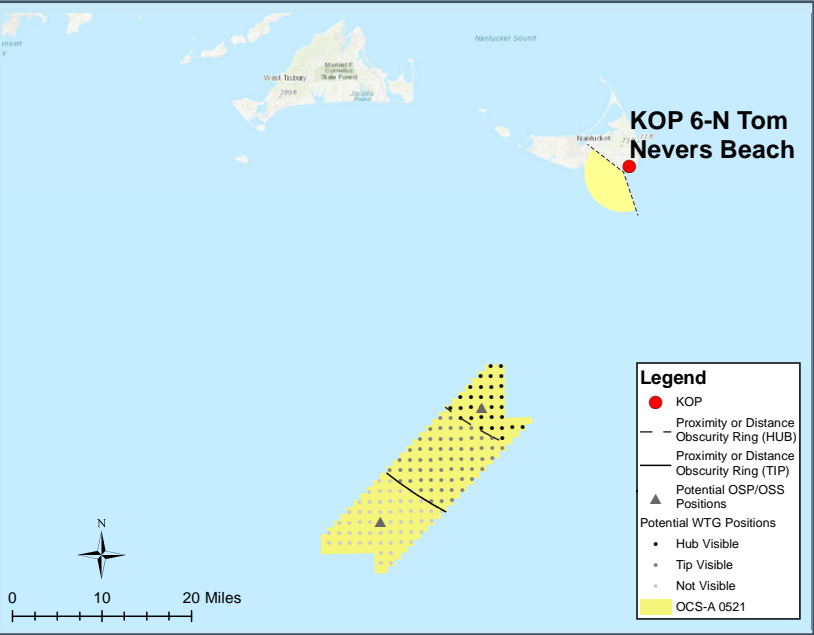 Nantucket Sound
West Tisbury
State Forest
289 ft
Nantucket
KOP 6-N Tom
Nevers Beach
Legend
KOP
Proximity or Distance
Obscurity Ring (HUB)
Proximity or Distance
Obscurity Ring (TIP)
Potential OSP/OSS
Positions
Potential WTG Positions
Hub Visible
Tip Visible
Not Visible
OCS-A 0521
N
0 10 20 Miles